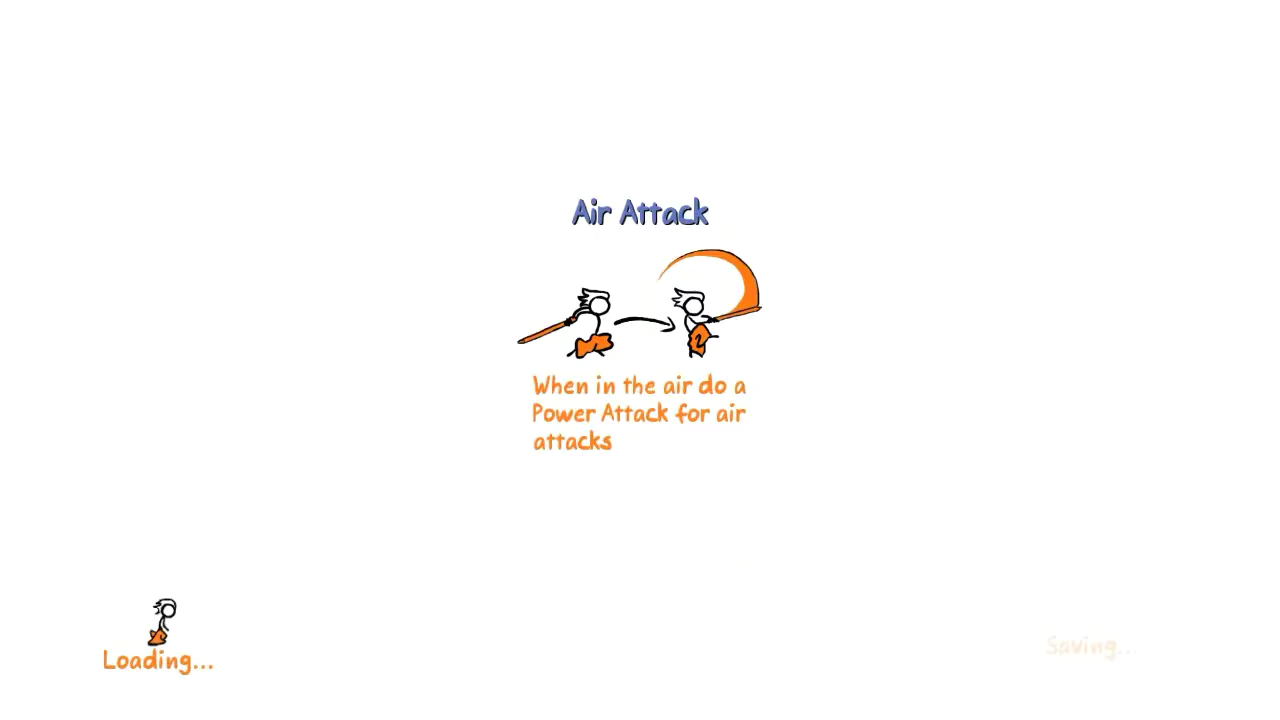 Air Attack
When in the air do a
Power Attack for air
attacks
Loading...
Saving...